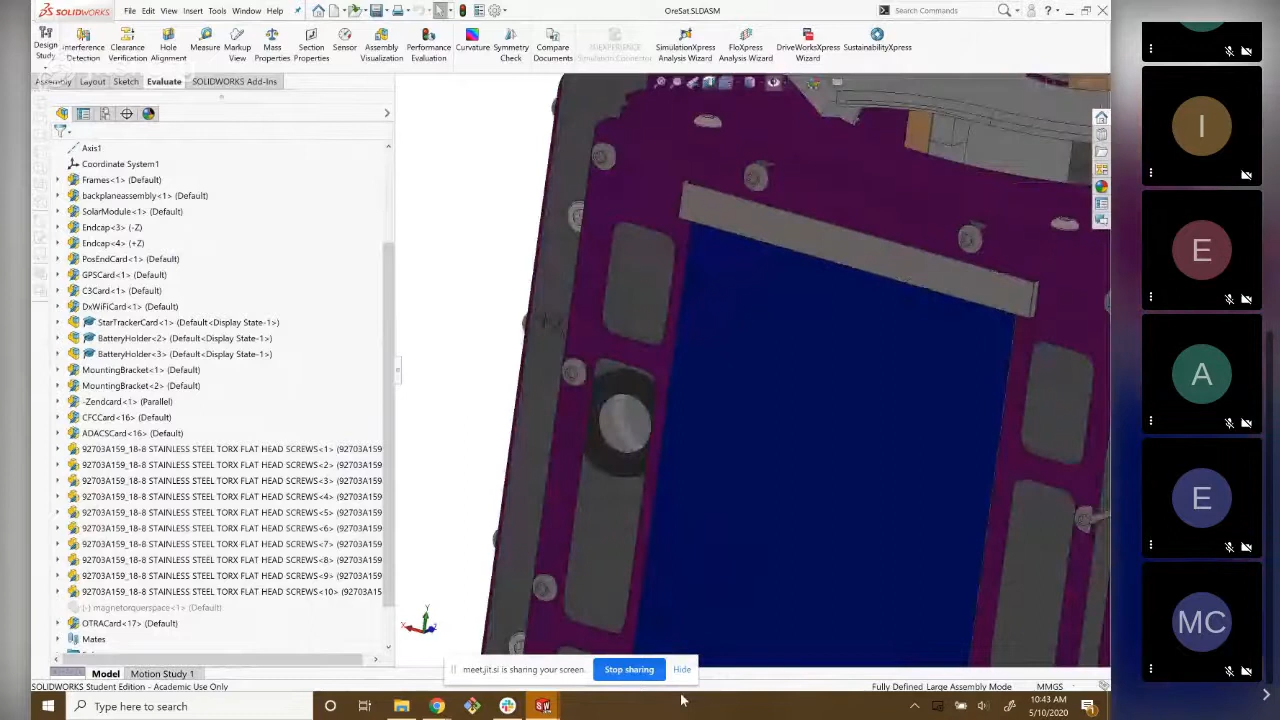 SOLIDWORKS
File Edit View Insert Tools Window
OreSat.SLDASM
Search Commands
Design Study
Interference Detection
Clearance Verification
Hole Alignment
Measure
Markup View
Mass Properties
Section Properties
Sensor
Assembly Visualization
Performance Evaluation
Curvature
Symmetry Check
Compare Documents
SimulationXpress Analysis Wizard
FloXpress Analysis Wizard
DriveWorksXpress Wizard
SustainabilityXpress
Assembly Layout Sketch Evaluate SOLIDWORKS Add-Ins
Axis1
Coordinate System1
Frames<1> (Default)
backplaneassembly<1> (Default)
SolarModule<1> (Default)
Endcap<3> (-Z)
Endcap<4> (+Z)
PosEndCard<1> (Default)
GPSCard<1> (Default)
C3Card<1> (Default)
DxWiFiCard<1> (Default)
StarTrackerCard<1> (Default<Display State-1>)
BatteryHolder<2> (Default<Display State-1>)
BatteryHolder<3> (Default<Display State-1>)
MountingBracket<1> (Default)
MountingBracket<2> (Default)
-Zendcard<1> (Parallel)
CFCCard<16> (Default)
ADACSCard<16> (Default)
92703A159_18-8 STAINLESS STEEL TORX FLAT HEAD SCREWS<1> (92703A159
92703A159_18-8 STAINLESS STEEL TORX FLAT HEAD SCREWS<2> (92703A159
92703A159_18-8 STAINLESS STEEL TORX FLAT HEAD SCREWS<3> (92703A159
92703A159_18-8 STAINLESS STEEL TORX FLAT HEAD SCREWS<4> (92703A159
92703A159_18-8 STAINLESS STEEL TORX FLAT HEAD SCREWS<5> (92703A159
92703A159_18-8 STAINLESS STEEL TORX FLAT HEAD SCREWS<6> (92703A159
92703A159_18-8 STAINLESS STEEL TORX FLAT HEAD SCREWS<7> (92703A159
92703A159_18-8 STAINLESS STEEL TORX FLAT HEAD SCREWS<8> (92703A159
92703A159_18-8 STAINLESS STEEL TORX FLAT HEAD SCREWS<9> (92703A159
92703A159_18-8 STAINLESS STEEL TORX FLAT HEAD SCREWS<10> (92703A15
(-) magnetorquerspace<1> (Default)
OTRACard<17> (Default)
Mates
Y
X
Z
meet.jit.si is sharing your screen. Stop sharing Hide
Model Motion Study 1
SOLIDWORKS Student Edition - Academic Use Only
Fully Defined Large Assembly Mode MMGS
Type here to search
10:43 AM
5/10/2020
I
E
A
E
MC